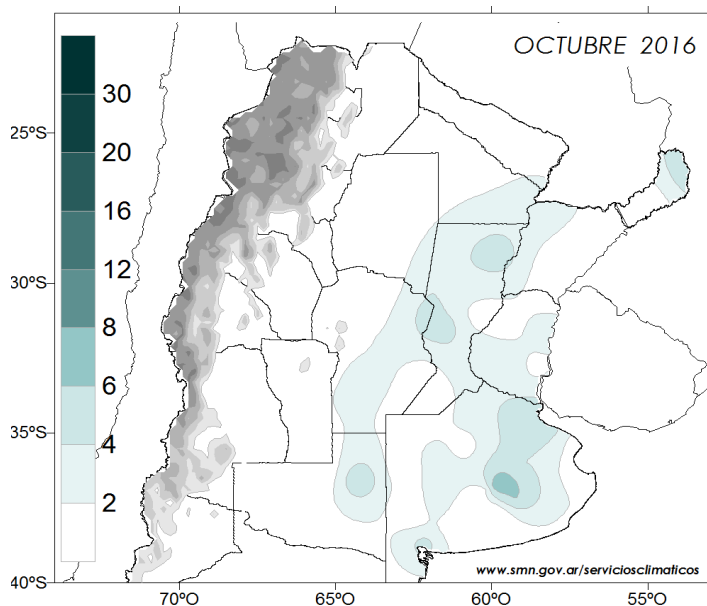 OCTUBRE 2016
30
20
16
12
8
6
4
2
25ºS
30ºS
35ºS
40ºS
70ºO
65ºO
60ºO
55ºO
www.smn.gov.ar/serviciosclimaticos